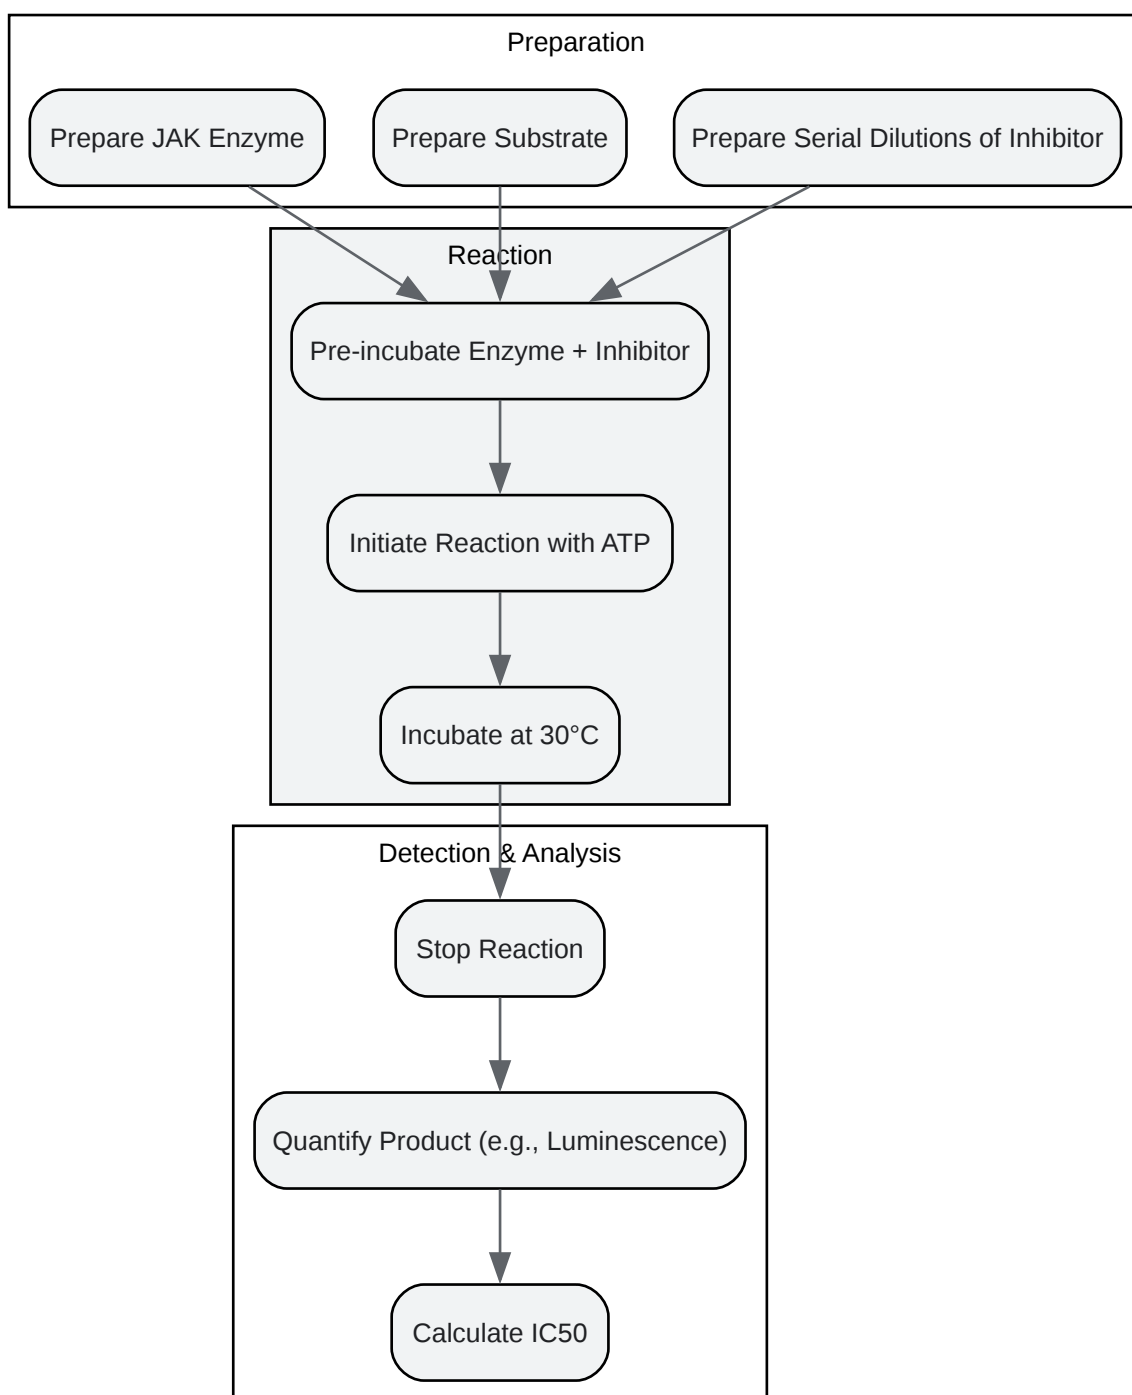 Preparation
Prepare JAK Enzyme
Prepare Substrate
Prepare Serial Dilutions of Inhibitor
Reaction
Pre-incubate Enzyme + Inhibitor
Initiate Reaction with ATP
Incubate at 30°C
Detection & Analysis
Stop Reaction
Quantify Product (e.g., Luminescence)
Calculate IC50